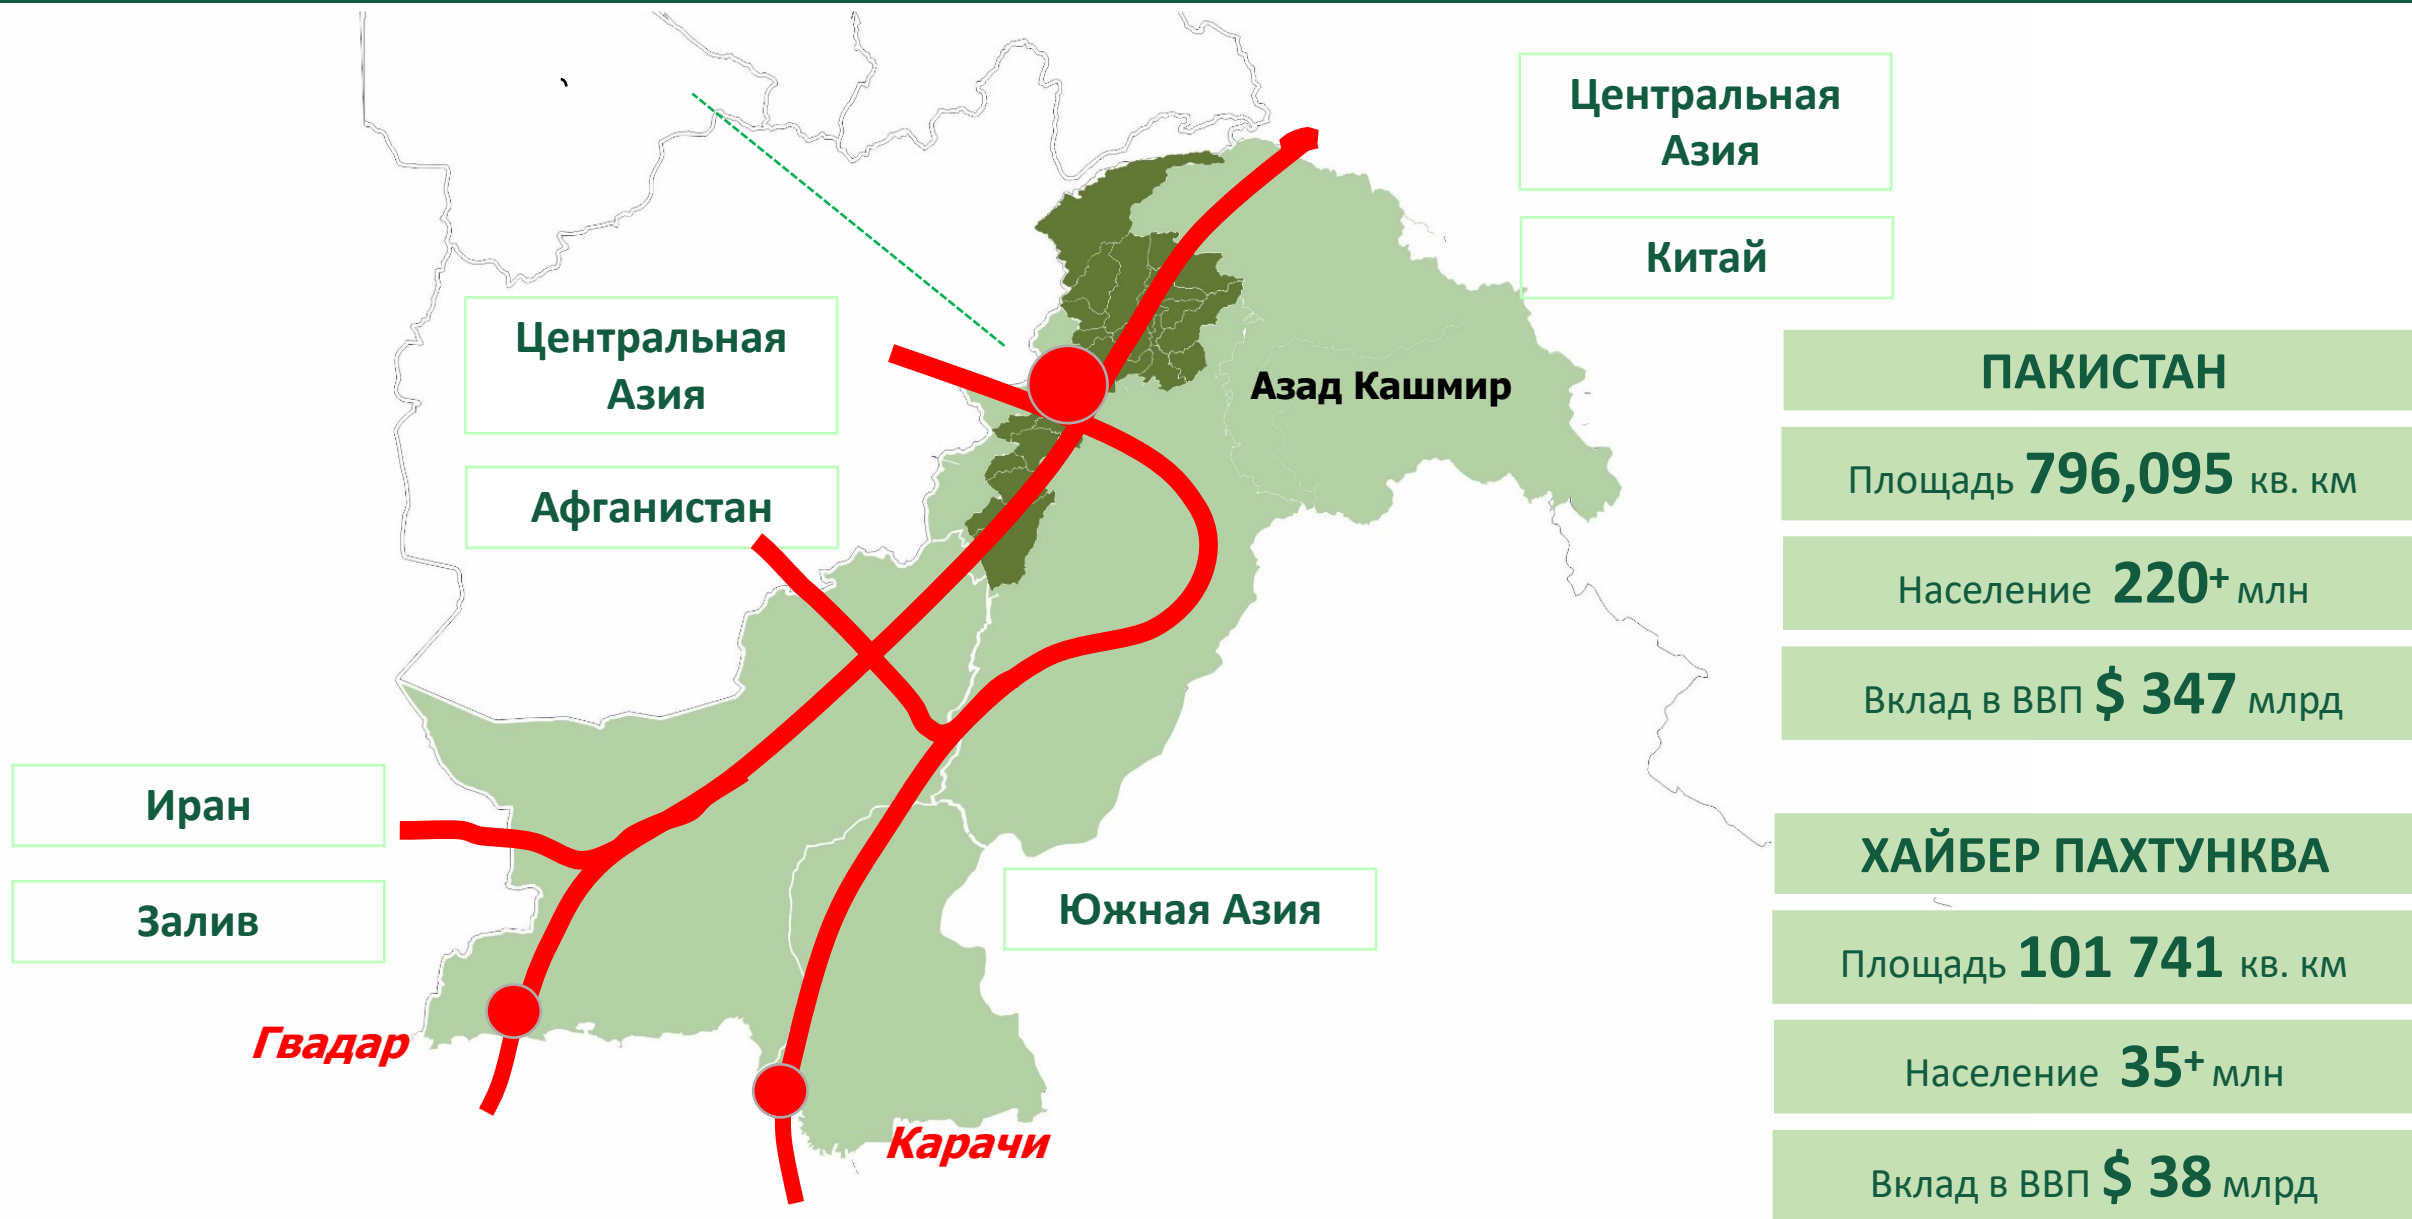 Центральная
Азия
Китай
Центральная
Азия
Афганистан
Азад Кашмир
Иран
Залив
Южная Азия
Гвадар
Карачи
ПАКИСТАН
Площадь 796,095 кв. км
Население 220+ млн
Вклад в ВВП $ 347 млрд
ХАЙБЕР ПАХТУНКВА
Площадь 101 741 кв. км
Население 35+ млн
Вклад в ВВП $ 38 млрд